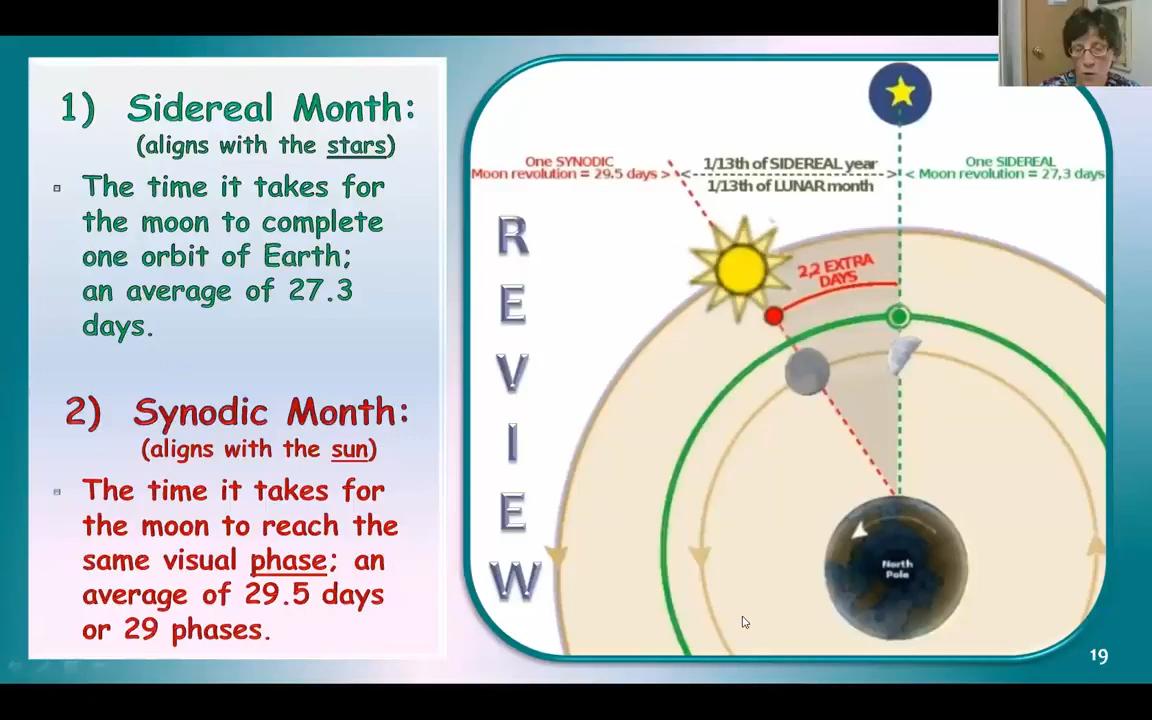 1) Sidereal Month:
(aligns with the stars)
The time it takes for
the moon to complete
one orbit of Earth;
an average of 27.3
days.
2) Synodic Month:
(aligns with the sun)
The time it takes for
the moon to reach the
same visual phase; an
average of 29.5 days
or 29 phases.
One SYNODIC
Moon revolution = 29.5 days >
1/13th of SIDEREAL year
1/13th of LUNAR month
One SIDEREAL
< Moon revolution = 27,3 days
R
E
V
I
E
W
2,2 EXTRA
DAYS
North
Pole
19